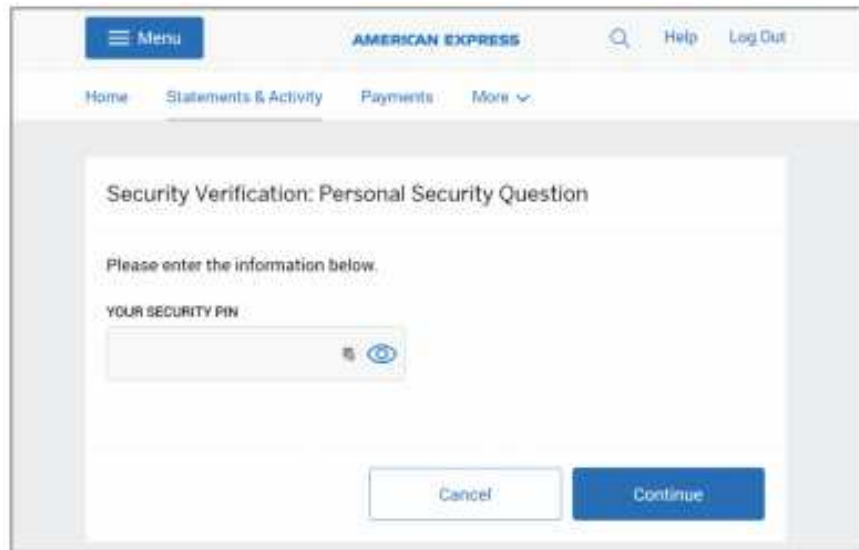 Menu AMERICAN EXPRESS Help Log Out
Home Statements & Activity Payments More
Security Verification: Personal Security Question
Please enter the information below.
YOUR SECURITY PIN
Cancel Continue